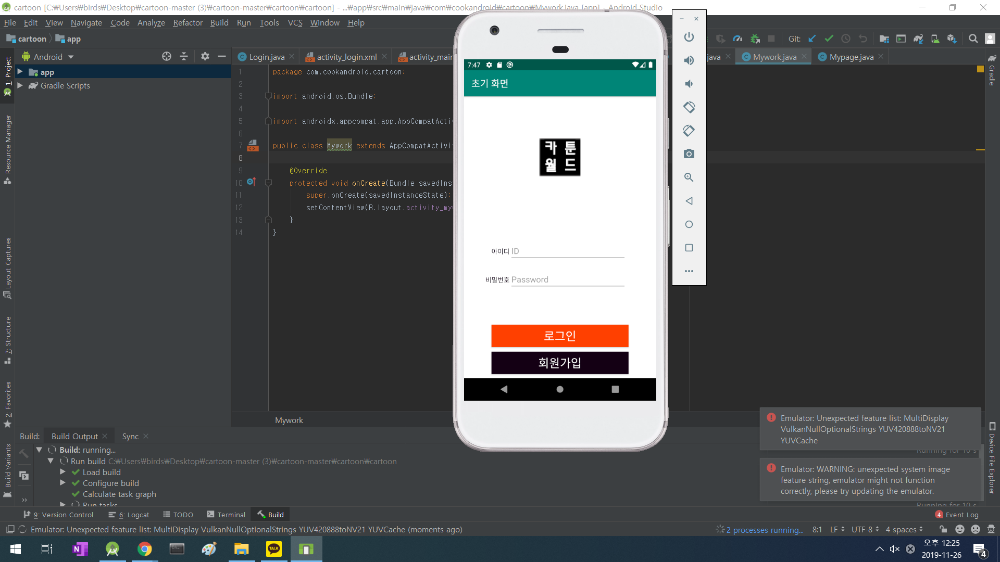 cartoon [C:₩Users₩birds₩Desktop₩cartoon-master (3)₩cartoon-master₩cartoon₩cartoon] - ...₩app₩src₩main₩java₩com₩cookandroid₩cartoon₩Mywork.java [app] - Android Studio
File Edit View Navigate Code Analyze Refactor Build Run Tools VCS Window Help
cartoon app
Git:
Android
Login.java activity_login.xml activity_main java Mywork.java Mypage.java
1: Project
Resource Manager
Layout Captures
7: Structure
2: Favorites
Build Variants
Gradle
Device File Explorer
app
Gradle Scripts
1 package com.cookandroid.cartoon;
2
3 import android.os.Bundle;
4
5 import androidx.appcompat.app.AppCompatActi
6
7 public class Mywork extends AppCompatActivi
8
9 @Override
10 protected void onCreate(Bundle savedInst
11 super.onCreate(savedInstanceState);
12 setContentView(R.layout.activity_my
13 }
14 }
Mywork
7:47
초기 화면
카툰
월드
아이디 ID
비밀번호 Password
로그인
회원가입
Emulator: Unexpected feature list: MultiDisplay
VulkanNullOptionalStrings YUV420888toNV21
YUVCache
Running for 10 s
Emulator: WARNING: unexpected system image
feature string, emulator might not function
correctly, please try updating the emulator.
Running for 10 s
Build: Build Output Sync
Build: running...
Run build C:₩Users₩birds₩Desktop₩cartoon-master (3)₩cartoon-master₩cartoon₩cartoon
Load build
Configure build
Calculate task graph
Run tasks
9: Version Control 6: Logcat TODO Terminal Build 4 Event Log
Emulator: Unexpected feature list: MultiDisplay VulkanNullOptionalStrings YUV420888toNV21 YUVCache (moments ago)
2 processes running... 8:1 LF UTF-8 4 spaces
N
TALK
오후 12:25
2019-11-26
4